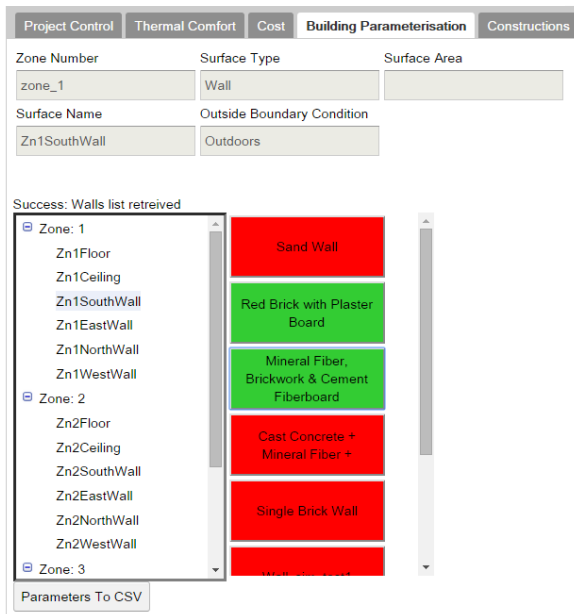 Project Control Thermal Comfort Cost Building Parameterisation Constructions
Zone Number Surface Type Surface Area
zone_1 Wall
Surface Name Outside Boundary Condition
Zn1SouthWall Outdoors
Success: Walls list retreived
Zone: 1
Zn1Floor
Zn1Ceiling
Zn1SouthWall
Zn1EastWall
Zn1NorthWall
Zn1WestWall
Zone: 2
Zn2Floor
Zn2Ceiling
Zn2SouthWall
Zn2EastWall
Zn2NorthWall
Zn2WestWall
Zone: 3
Sand Wall
Red Brick with Plaster
Board
Mineral Fiber,
Brickwork & Cement
Fiberboard
Cast Concrete +
Mineral Fiber +
Single Brick Wall
Parameters To CSV